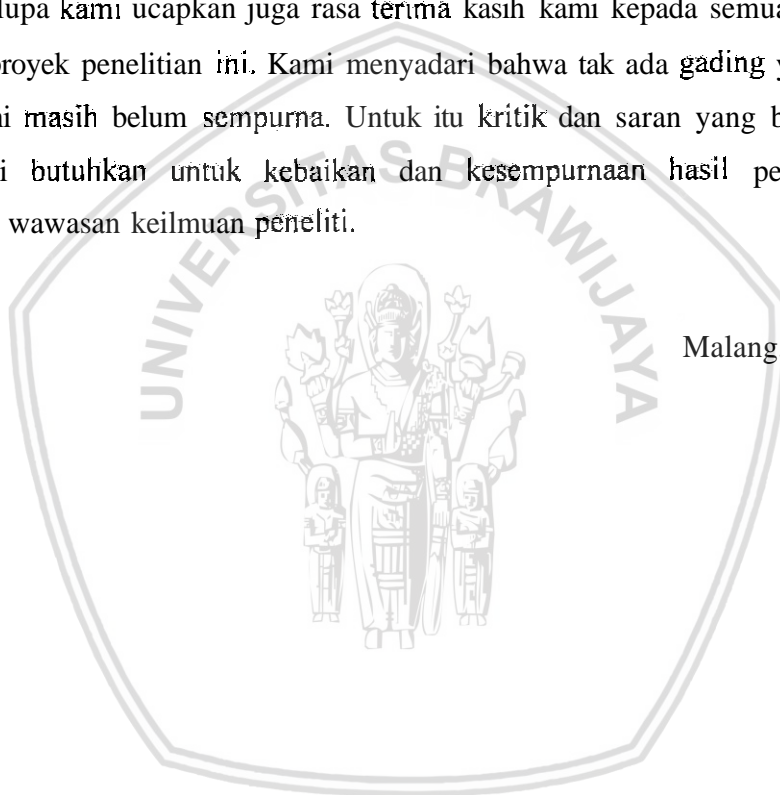 lupa kami ucapkan juga rasa terima kasih kami kepada semua
proyek penelitian ini. Kami menyadari bahwa tak ada gading
masih belum sempurna. Untuk itu kritik dan saran yang
butuhkan untuk kebaikan dan kesempurnaan hasil
wawasan keilmuan peneliti.
UNIVERSITAS BRAWIJAYA
Malang